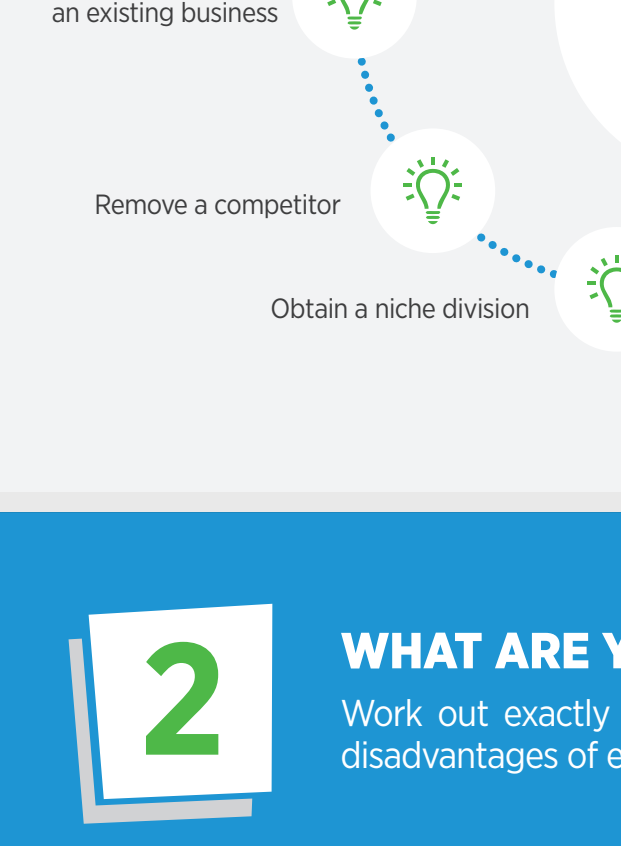 an existing business
Remove a competitor
Obtain a niche division
2
WHAT ARE
Work out exactly
disadvantages of